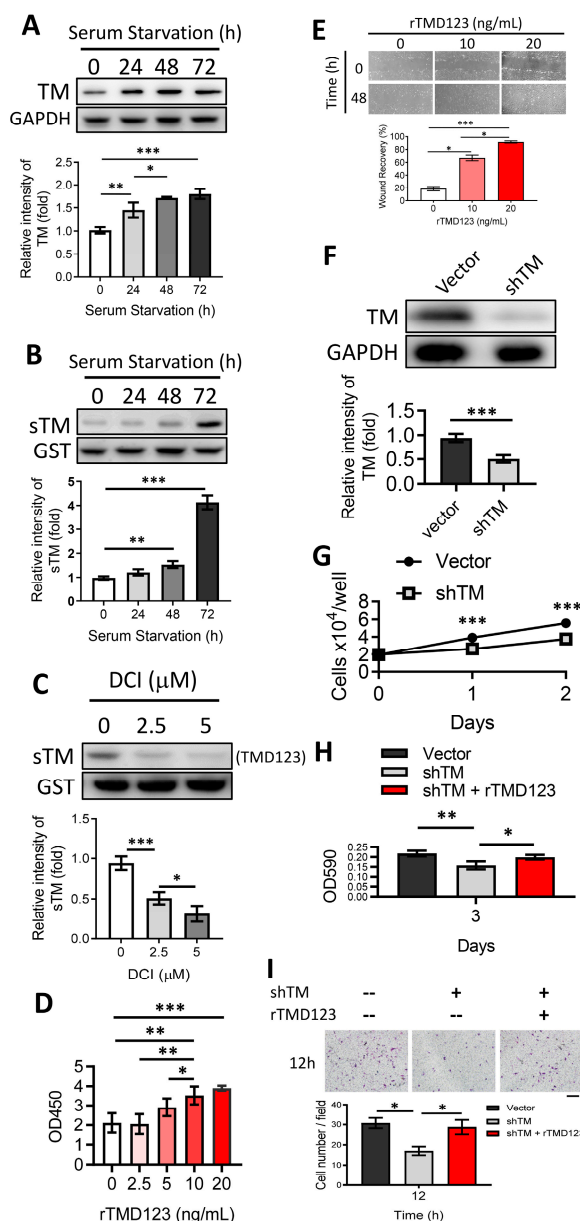 A
Serum Starvation (h)
0 24 48 72
TM
GAPDH
Relative intensity of
TM (fold)
2.5
2.0
1.5
1.0
0.5
0.0
***
**
*
0 24 48 72
Serum Starvation (h)
B
Serum Starvation (h)
0 24 48 72
sTM
GST
Relative intensity of
sTM (fold)
5
4
3
2
1
0
***
**
0 24 48 72
Serum Starvation (h)
C
DCI (μM)
0 2.5 5
sTM (TMD123)
GST
Relative intensity of
sTM (fold)
1.5
1.0
0.5
0.0
***
*
0 2.5 5
DCI (μM)
D
OD450
5
4
3
2
1
0
***
**
**
*
0 2.5 5 10 20
rTMD123 (ng/mL)
E
rTMD123 (ng/mL)
0 10 20
Time (h)
0
48
Wound Recovery (%)
100
80
60
40
20
0
***
*
*
0 10 20
rTMD123 (ng/mL)
F
Vector shTM
TM
GAPDH
Relative intensity of
TM (fold)
1.5
1.0
0.5
0.0
***
vector shTM
G
Vector
shTM
Cells x10⁴/well
8
6
4
2
0
*** ***
0 1 2
Days
H
Vector
shTM
shTM + rTMD123
OD590
0.25
0.20
0.15
0.10
0.05
0.00
** *
3
Days
I
shTM -- + +
rTMD123 -- -- +
12h
Cell number / field
40
30
20
10
0
* *
Vector
shTM
shTM + rTMD123
12
Time (h)